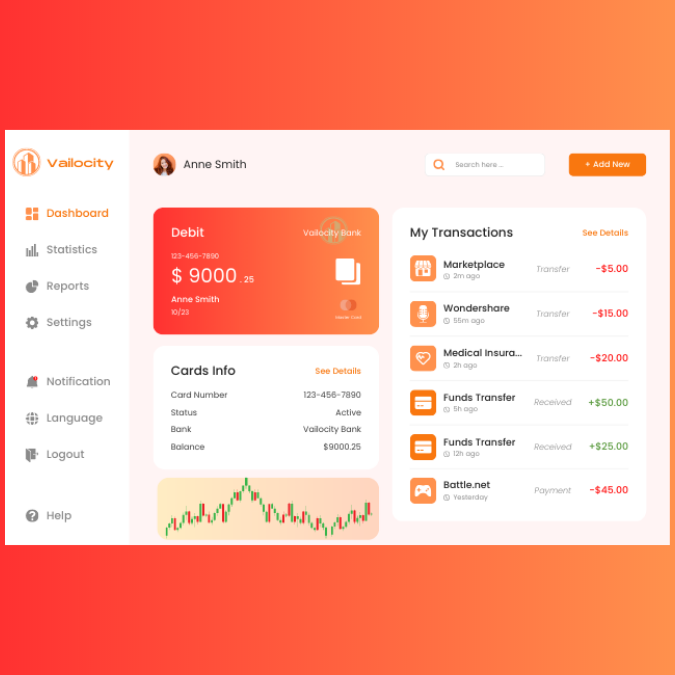 Vailocity
Dashboard
Statistics
Reports
Settings
Notification
Language
Logout
Help
Anne Smith
Search here ...
+ Add New
Debit
Vailocity Bank
123-456-7890
$ 9000 . 25
Anne Smith
10/23
Master Card
Cards Info
See Details
Card Number 123-456-7890
Status Active
Bank Vailocity Bank
Balance $9000.25
My Transactions
See Details
Marketplace
2m ago
Transfer
-$5.00
Wondershare
55m ago
Transfer
-$15.00
Medical Insura...
2h ago
Transfer
-$20.00
Funds Transfer
5h ago
Received
+$50.00
Funds Transfer
12h ago
Received
+$25.00
Battle.net
Yesterday
Payment
-$45.00